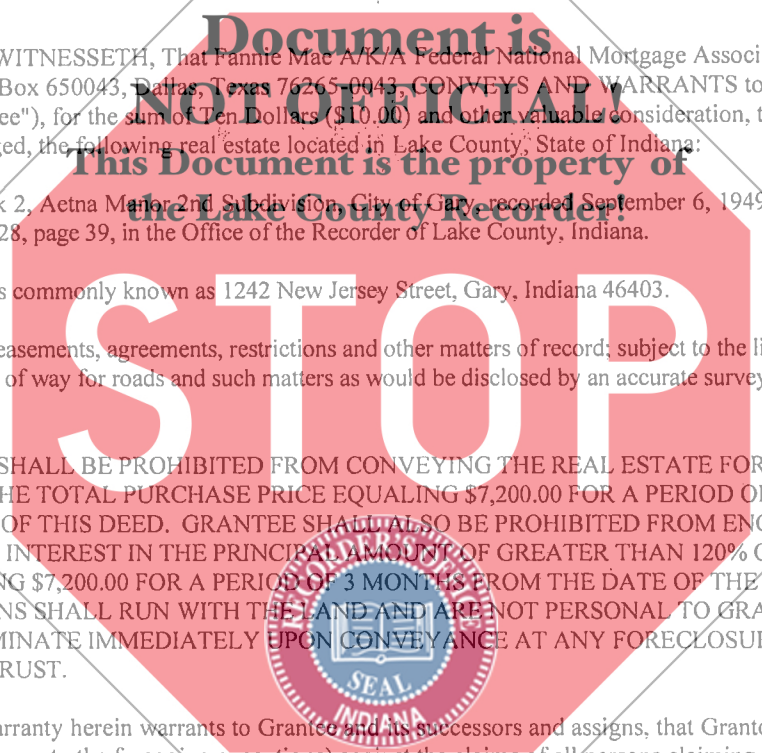 Document is
WITNESSETH, That Fannie Mae A/K/A Federal National Mortgage Associ
Box 650043, Dallas, Texas 76265-0043, CONVEYS AND WARRANTS to
NOT OFFICIAL!
ee"), for the sum of Ten Dollars ($10.00) and other valuable consideration, t
ged, the following real estate located in Lake County, State of Indiana:
This Document is the property of
k 2, Aetna Manor 2nd Subdivision, City of Gary, recorded September 6, 1949
the Lake County Recorder!
28, page 39, in the Office of the Recorder of Lake County, Indiana.
s commonly known as 1242 New Jersey Street, Gary, Indiana 46403.
easements, agreements, restrictions and other matters of record; subject to the li
of way for roads and such matters as would be disclosed by an accurate survey
STOP
SHALL BE PROHIBITED FROM CONVEYING THE REAL ESTATE FOR
HE TOTAL PURCHASE PRICE EQUALING $7,200.00 FOR A PERIOD O
OF THIS DEED. GRANTEE SHALL ALSO BE PROHIBITED FROM ENC
INTEREST IN THE PRINCIPAL AMOUNT OF GREATER THAN 120% O
NG $7,200.00 FOR A PERIOD OF 3 MONTHS FROM THE DATE OF THE
NS SHALL RUN WITH THE LAND AND ARE NOT PERSONAL TO GRA
MINATE IMMEDIATELY UPON CONVEYANCE AT ANY FORECLOSU
RUST.
RECORDER'S OFFICE
SEAL
INDIANA
arranty herein warrants to Grantee and its successors and assigns, that Grante